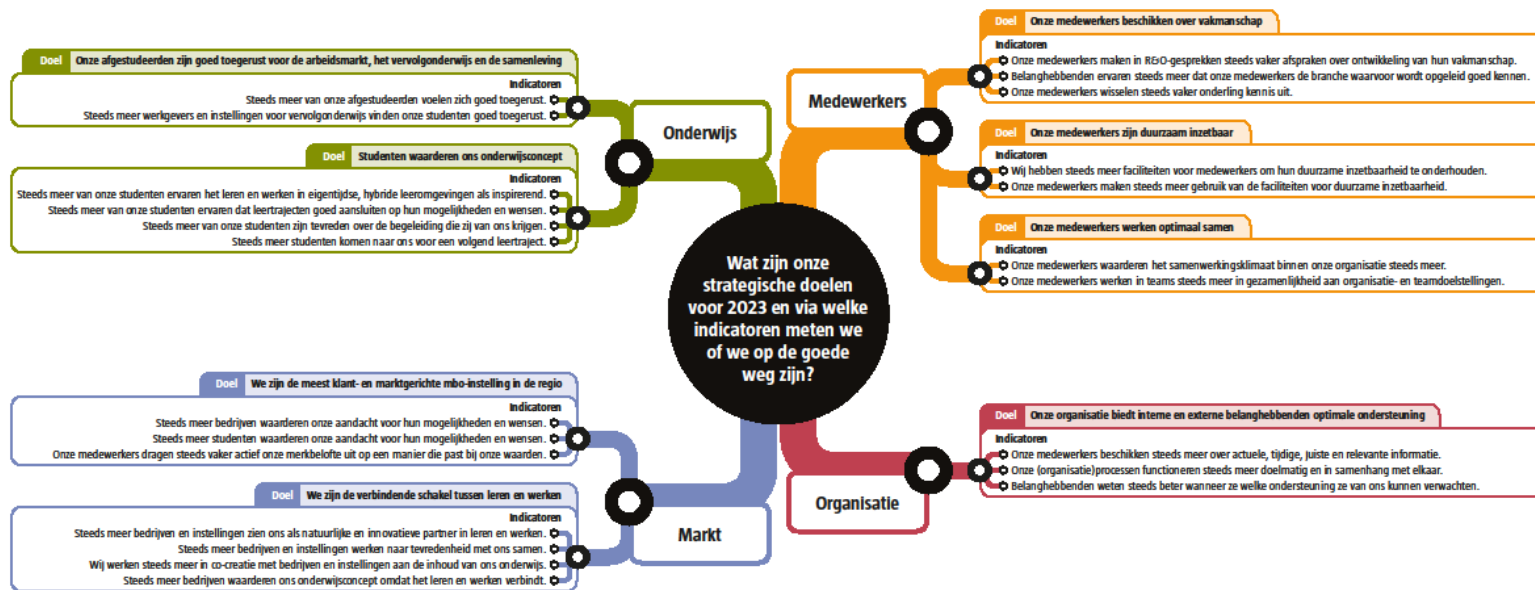 Doel Onze afgestudeerden zijn goed toegerust voor de arbeidsmarkt, het vervolgonderwijs en de samenleving
Indicatoren
Steeds meer van onze afgestudeerden voelen zich goed toegerust.
Steeds meer werkgevers en instellingen voor vervolgonderwijs vinden onze studenten goed toegerust.
Doel Studenten waarderen ons onderwijsconcept
Indicatoren
Steeds meer van onze studenten ervaren het leren en werken in eigentijdse, hybride leeromgevingen als inspirerend.
Steeds meer van onze studenten ervaren dat leertrajecten goed aansluiten op hun mogelijkheden en wensen.
Steeds meer van onze studenten zijn tevreden over de begeleiding die zij van ons krijgen.
Steeds meer studenten komen naar ons voor een volgend leertraject.
Onderwijs
Medewerkers
Doel Onze medewerkers beschikken over vakmanschap
Indicatoren
Onze medewerkers maken in R&O-gesprekken steeds vaker afspraken over ontwikkeling van hun vakmanschap.
Belanghebbenden ervaren steeds meer dat onze medewerkers de branche waarvoor wordt opgeleid goed kennen.
Onze medewerkers wisselen steeds vaker onderling kennis uit.
Doel Onze medewerkers zijn duurzaam inzetbaar
Indicatoren
Wij hebben steeds meer faciliteiten voor medewerkers om hun duurzame inzetbaarheid te onderhouden.
Onze medewerkers maken steeds meer gebruik van de faciliteiten voor duurzame inzetbaarheid.
Doel Onze medewerkers werken optimaal samen
Indicatoren
Onze medewerkers waarderen het samenwerkingsklimaat binnen onze organisatie steeds meer.
Onze medewerkers werken in teams steeds meer in gezamenlijkheid aan organisatie- en teamdoelstellingen.
Wat zijn onze
strategische doelen
voor 2023 en via welke
indicatoren meten we
of we op de goede
weg zijn?
Doel We zijn de meest klant- en marktgerichte mbo-instelling in de regio
Indicatoren
Steeds meer bedrijven waarderen onze aandacht voor hun mogelijkheden en wensen.
Steeds meer studenten waarderen onze aandacht voor hun mogelijkheden en wensen.
Onze medewerkers dragen steeds vaker actief onze merkbelofte uit op een manier die past bij onze waarden.
Doel We zijn de verbindende schakel tussen leren en werken
Indicatoren
Steeds meer bedrijven en instellingen zien ons als natuurlijke en innovatieve partner in leren en werken.
Steeds meer bedrijven en instellingen werken naar tevredenheid met ons samen.
Wij werken steeds meer in co-creatie met bedrijven en instellingen aan de inhoud van ons onderwijs.
Steeds meer bedrijven waarderen ons onderwijsconcept omdat het leren en werken verbindt.
Markt
Organisatie
Doel Onze organisatie biedt interne en externe belanghebbenden optimale ondersteuning
Indicatoren
Onze medewerkers beschikken steeds meer over actuele, tijdige, juiste en relevante informatie.
Onze (organisatie)processen functioneren steeds meer doelmatig en in samenhang met elkaar.
Belanghebbenden weten steeds beter wanneer ze welke ondersteuning ze van ons kunnen verwachten.